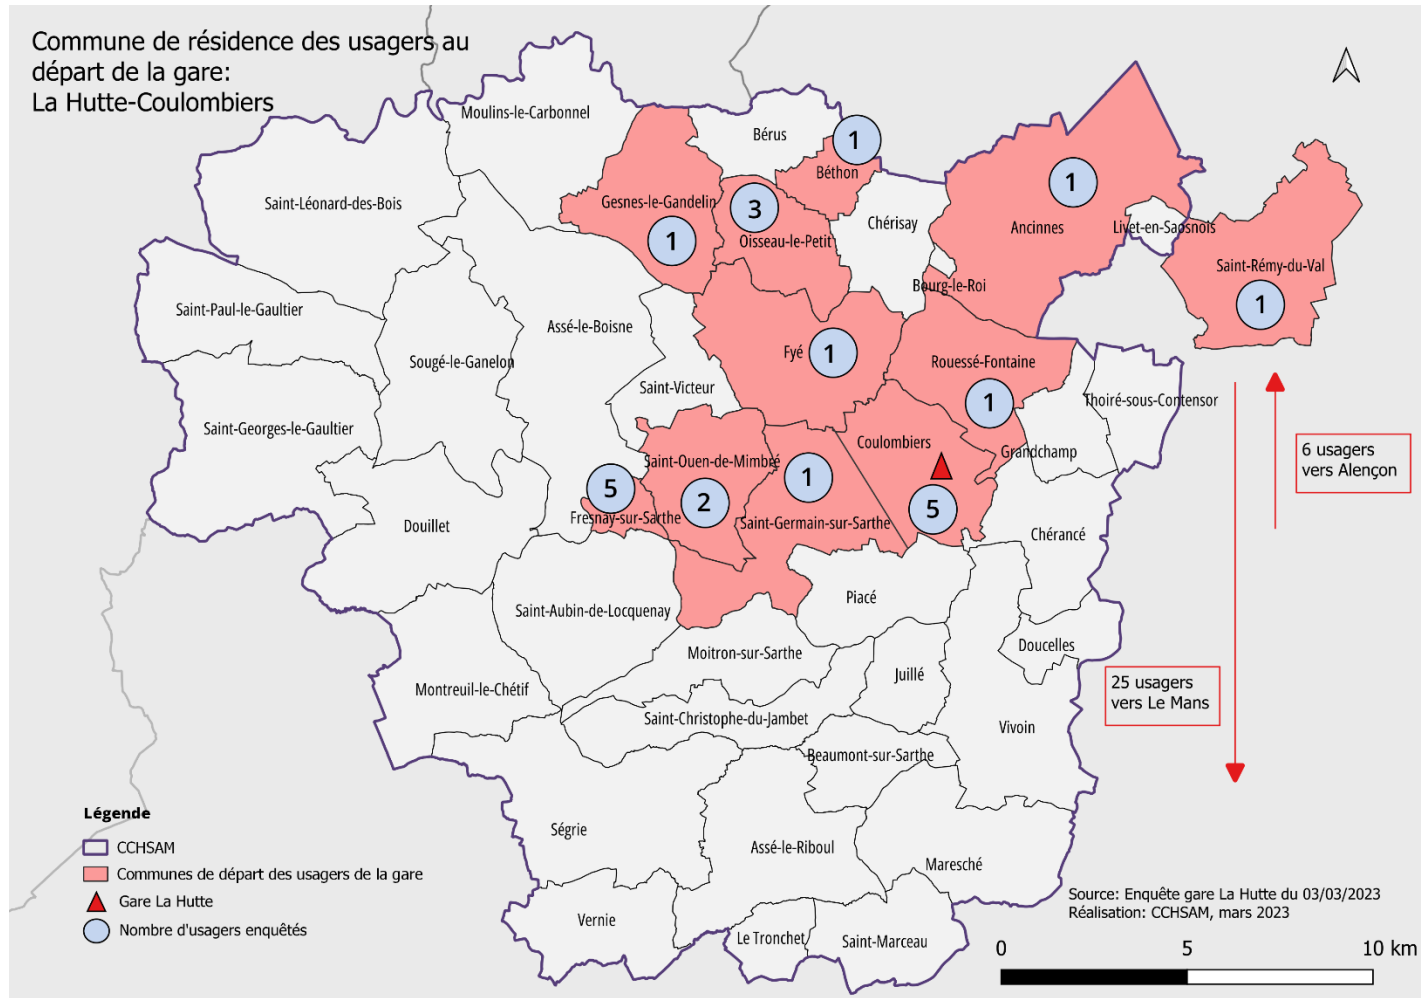 Commune de résidence des usagers au
départ de la gare:
La Hutte-Coulombiers
Moulins-le-Carbonnel
Bérus
1
Béthon
Saint-Léonard-des-Bois
Gesnes-le-Gandelin
1
3
Oisseau-le-Petit
Chérisay
1
Ancinnes
Livet-en-Saosnois
Saint-Rémy-du-Val
1
Bourg-le-Roi
Saint-Paul-le-Gaultier
Assé-le-Boisne
Sougé-le-Ganelon
Fyé
1
Rouessé-Fontaine
1
Saint-Victeur
Thoiré-sous-Contensor
Saint-Georges-le-Gaultier
Coulombiers
5
Grandchamp
6 usagers
vers Alençon
Saint-Ouen-de-Mimbré
2
1
Saint-Germain-sur-Sarthe
5
Fresnay-sur-Sarthe
Douillet
Chérancé
Saint-Aubin-de-Locquenay
Piacé
Doucelles
Moitron-sur-Sarthe
Juillé
Montreuil-le-Chétif
25 usagers
vers Le Mans
Saint-Christophe-du-Jambet
Vivoin
Beaumont-sur-Sarthe
Ségrie
Assé-le-Riboul
Maresché
Vernie
Le Tronchet
Saint-Marceau
Légende
CCHSAM
Communes de départ des usagers de la gare
Gare La Hutte
Nombre d'usagers enquêtés
Source: Enquête gare La Hutte du 03/03/2023
Réalisation: CCHSAM, mars 2023
0 5 10 km